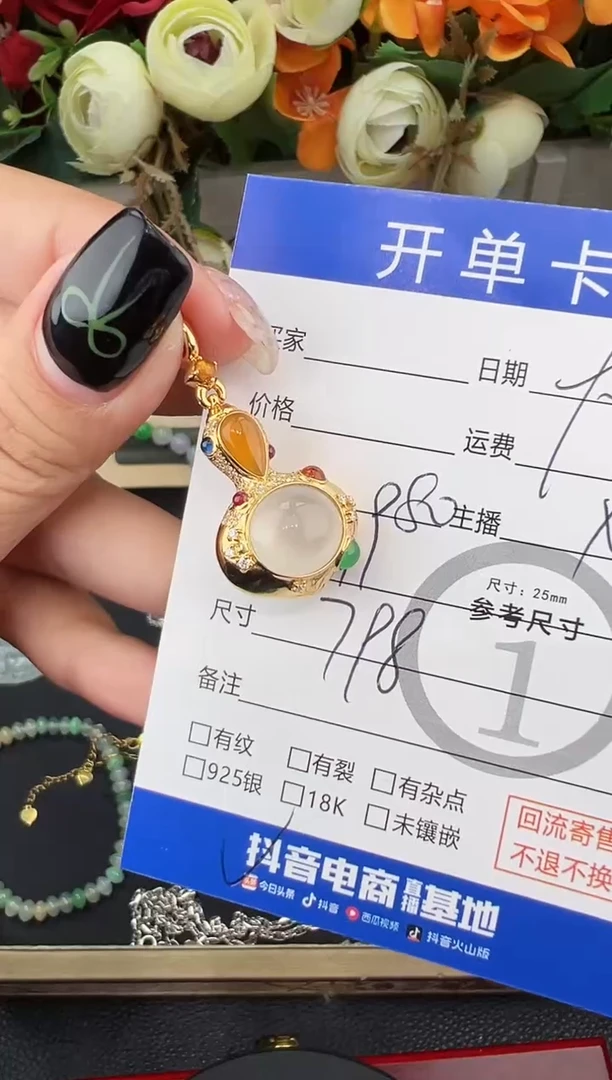 开单卡
买家 日期
价格 运费
1980 主播
尺寸：25mm
参考尺寸
1
尺寸 798
备注
□有纹 □有裂 □有杂点
□925银 □18K □未镶嵌
回流寄售
不退不换
抖音电商直播基地
今日头条 抖音 西瓜视频 抖音火山版